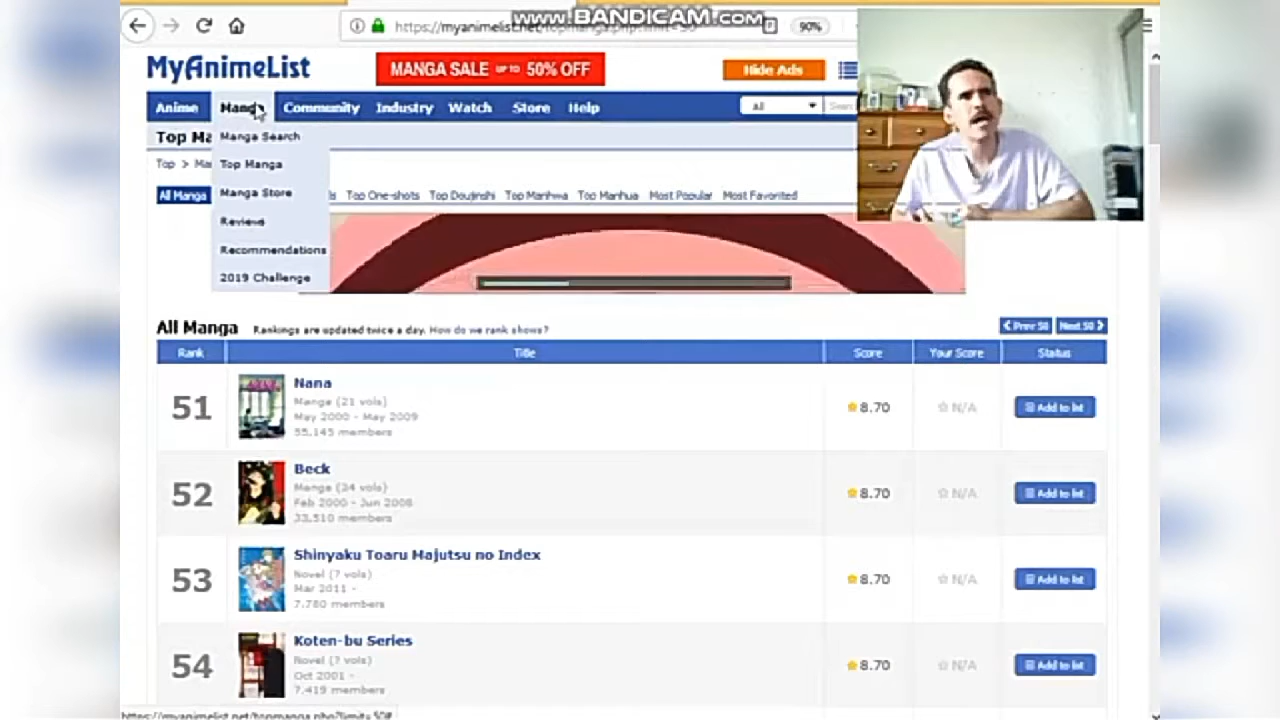 www.BANDICAM.com
https://myanimelist.net/topmanga.php?limit=50
90%
MyAnimeList
MANGA SALE UP TO 50% OFF
Hide Ads
Anime
Manga
Community
Industry
Watch
Store
Help
All
Top Ma
Manga Search
Top > Ma
Top Manga
All Manga
Manga Store
ls
Top One-shots
Top Doujinshi
Top Manhwa
Top Manhua
Most Popular
Most Favorited
Reviews
Recommendations
2019 Challenge
All Manga
Rankings are updated twice a day. How do we rank shows?
Prev 50
Next 50
Rank
Title
Score
Your Score
Status
51
Nana
Manga (21 vols)
May 2000 - May 2009
55,145 members
8.70
N/A
Add to list
52
Beck
Manga (34 vols)
Feb 2000 - Jun 2008
33,510 members
8.70
N/A
Add to list
53
Shinyaku Toaru Majutsu no Index
Novel (? vols)
Mar 2011 -
7,780 members
8.70
N/A
Add to list
54
Koten-bu Series
Novel (? vols)
Oct 2001 -
7,419 members
8.70
N/A
Add to list
https://myanimelist.net/topmanga.php?limit=50#